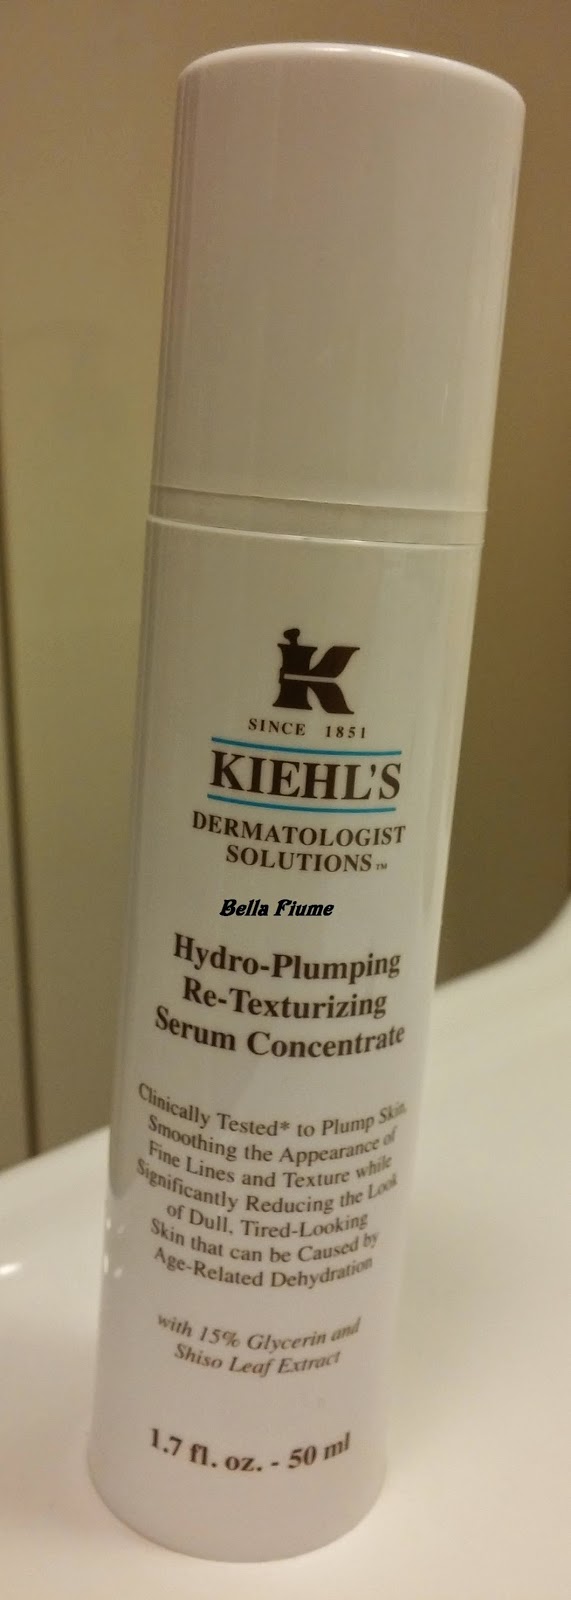 K
SINCE 1851
KIEHL'S
DERMATOLOGIST
SOLUTIONS™
Bella Fiume
Hydro-Plumping
Re-Texturizing
Serum Concentrate
Clinically Tested* to Plump Skin,
Smoothing the Appearance of
Fine Lines and Texture while
Significantly Reducing the Look
of Dull, Tired-Looking
Skin that can be Caused by
Age-Related Dehydration
with 15% Glycerin and
Shiso Leaf Extract
1.7 fl. oz. - 50 ml